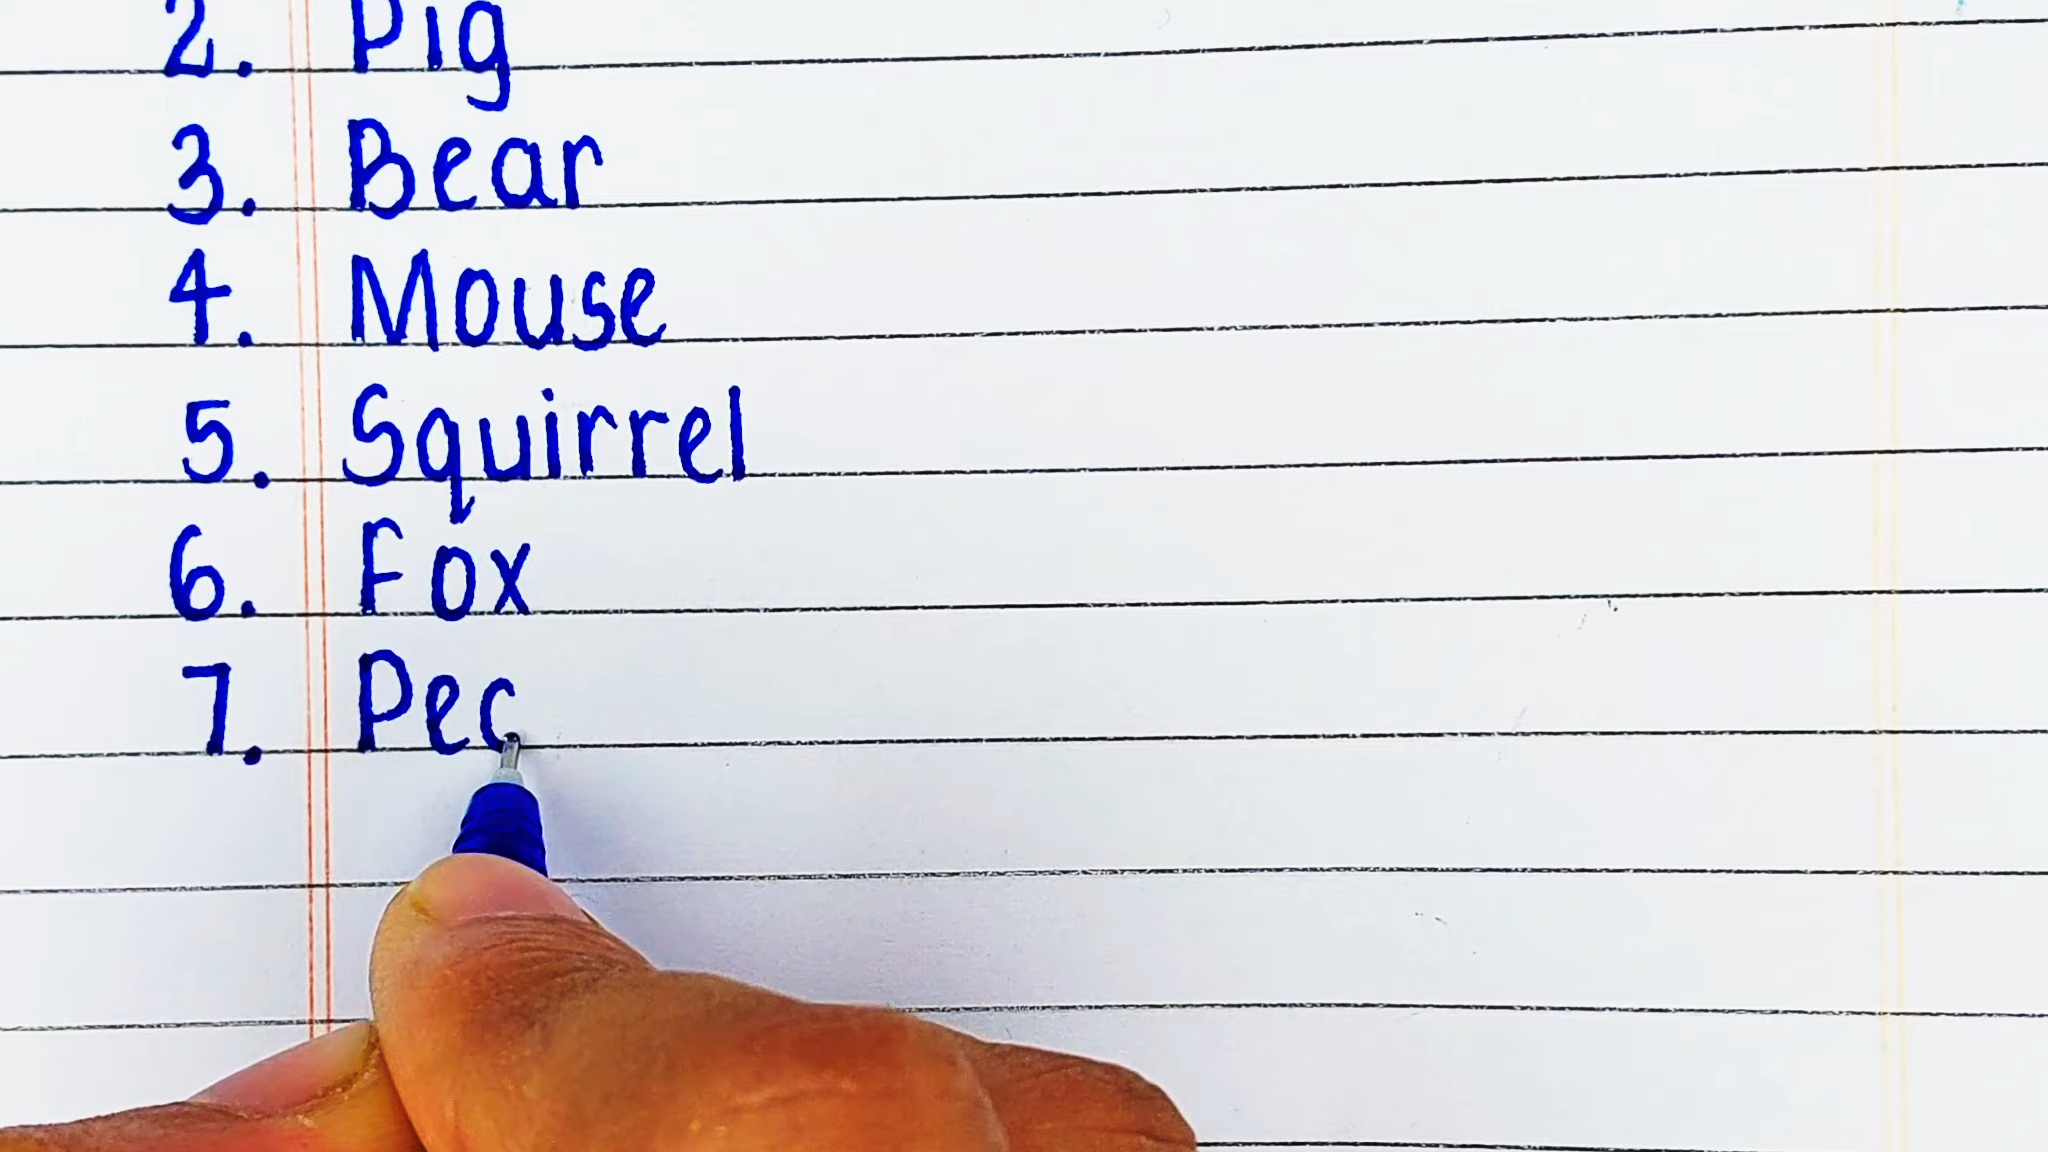 2. Pig
3. Bear
4. Mouse
5. Squirrel
6. Fox
7. Pec